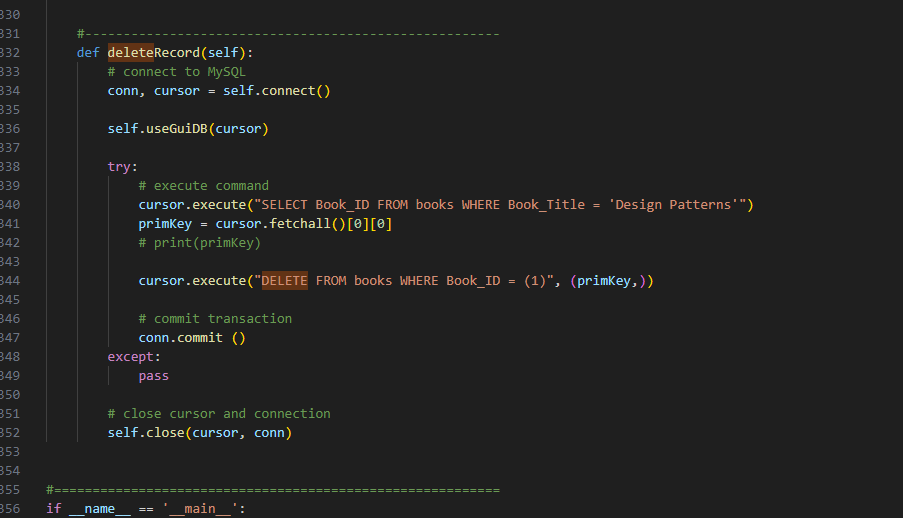 330
331 #------------------------------------------------------
332 def deleteRecord(self):
333 # connect to MySQL
334 conn, cursor = self.connect()
335
336 self.useGuiDB(cursor)
337
338 try:
339 # execute command
340 cursor.execute("SELECT Book_ID FROM books WHERE Book_Title = 'Design Patterns'")
341 primKey = cursor.fetchall()[0][0]
342 # print(primKey)
343
344 cursor.execute("DELETE FROM books WHERE Book_ID = (1)", (primKey,))
345
346 # commit transaction
347 conn.commit ()
348 except:
349 pass
350
351 # close cursor and connection
352 self.close(cursor, conn)
353
354
355 #==========================================================
356 if __name__ == '__main__':